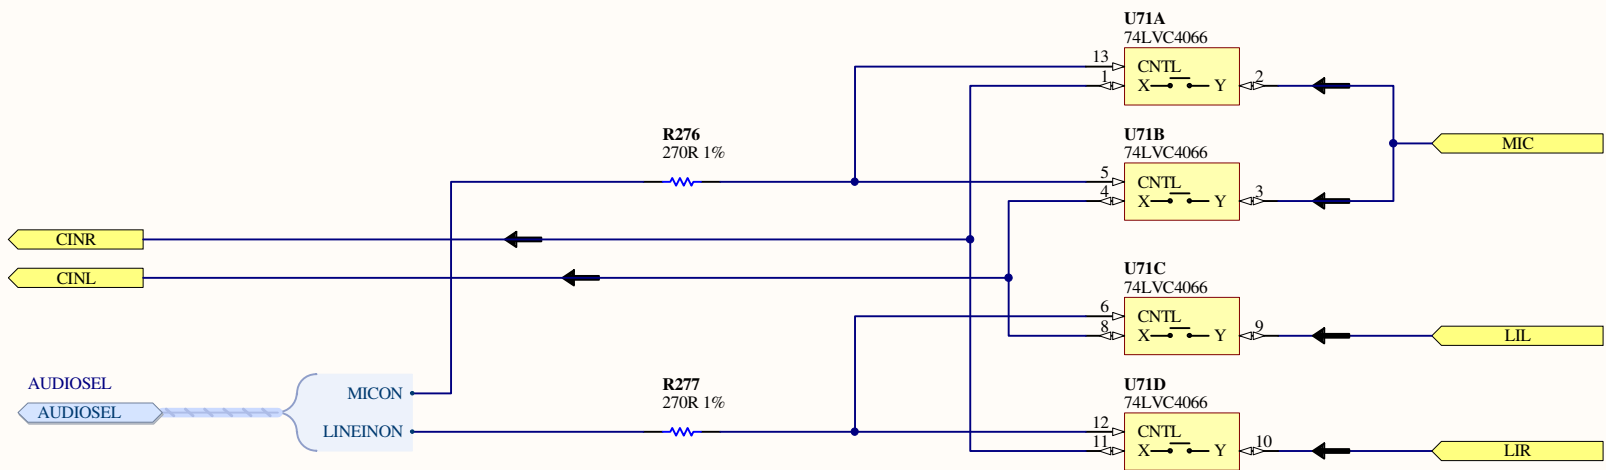 U71A
74LVC4066
13
CNTL
1
X
Y
2
R276
270R 1%
U71B
74LVC4066
MIC
5
CNTL
4
X
Y
3
CINR
CINL
U71C
74LVC4066
6
CNTL
8
X
Y
9
LIL
AUDIOSEL
AUDIOSEL
MICON
LINEINON
R277
270R 1%
U71D
74LVC4066
12
CNTL
11
X
Y
10
LIR